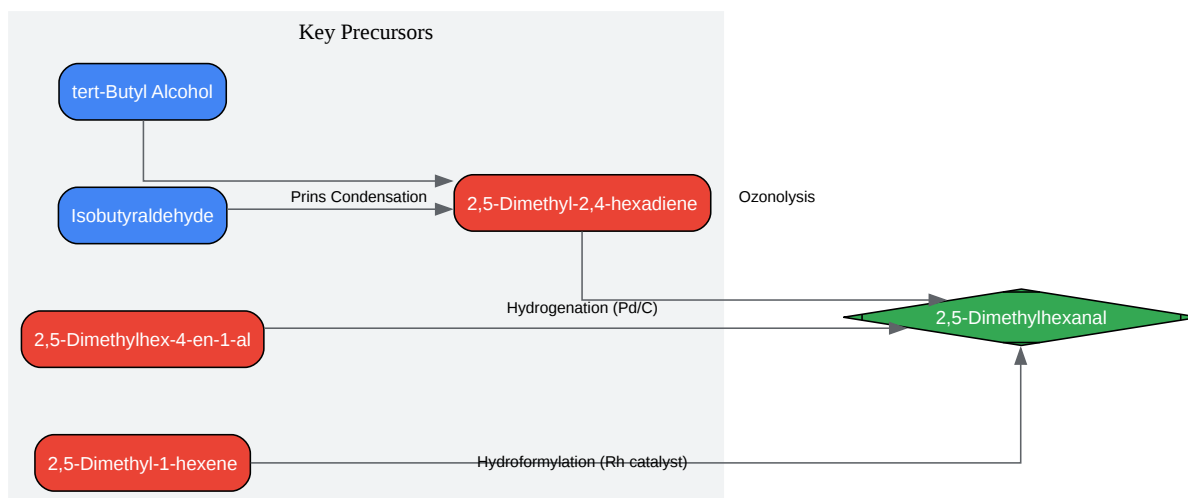 Key Precursors
tert-Butyl Alcohol
Isobutyraldehyde
Prins Condensation
2,5-Dimethyl-2,4-hexadiene
Ozonolysis
Hydrogenation (Pd/C)
2,5-Dimethylhexanal
2,5-Dimethylhex-4-en-1-al
2,5-Dimethyl-1-hexene
Hydroformylation (Rh catalyst)